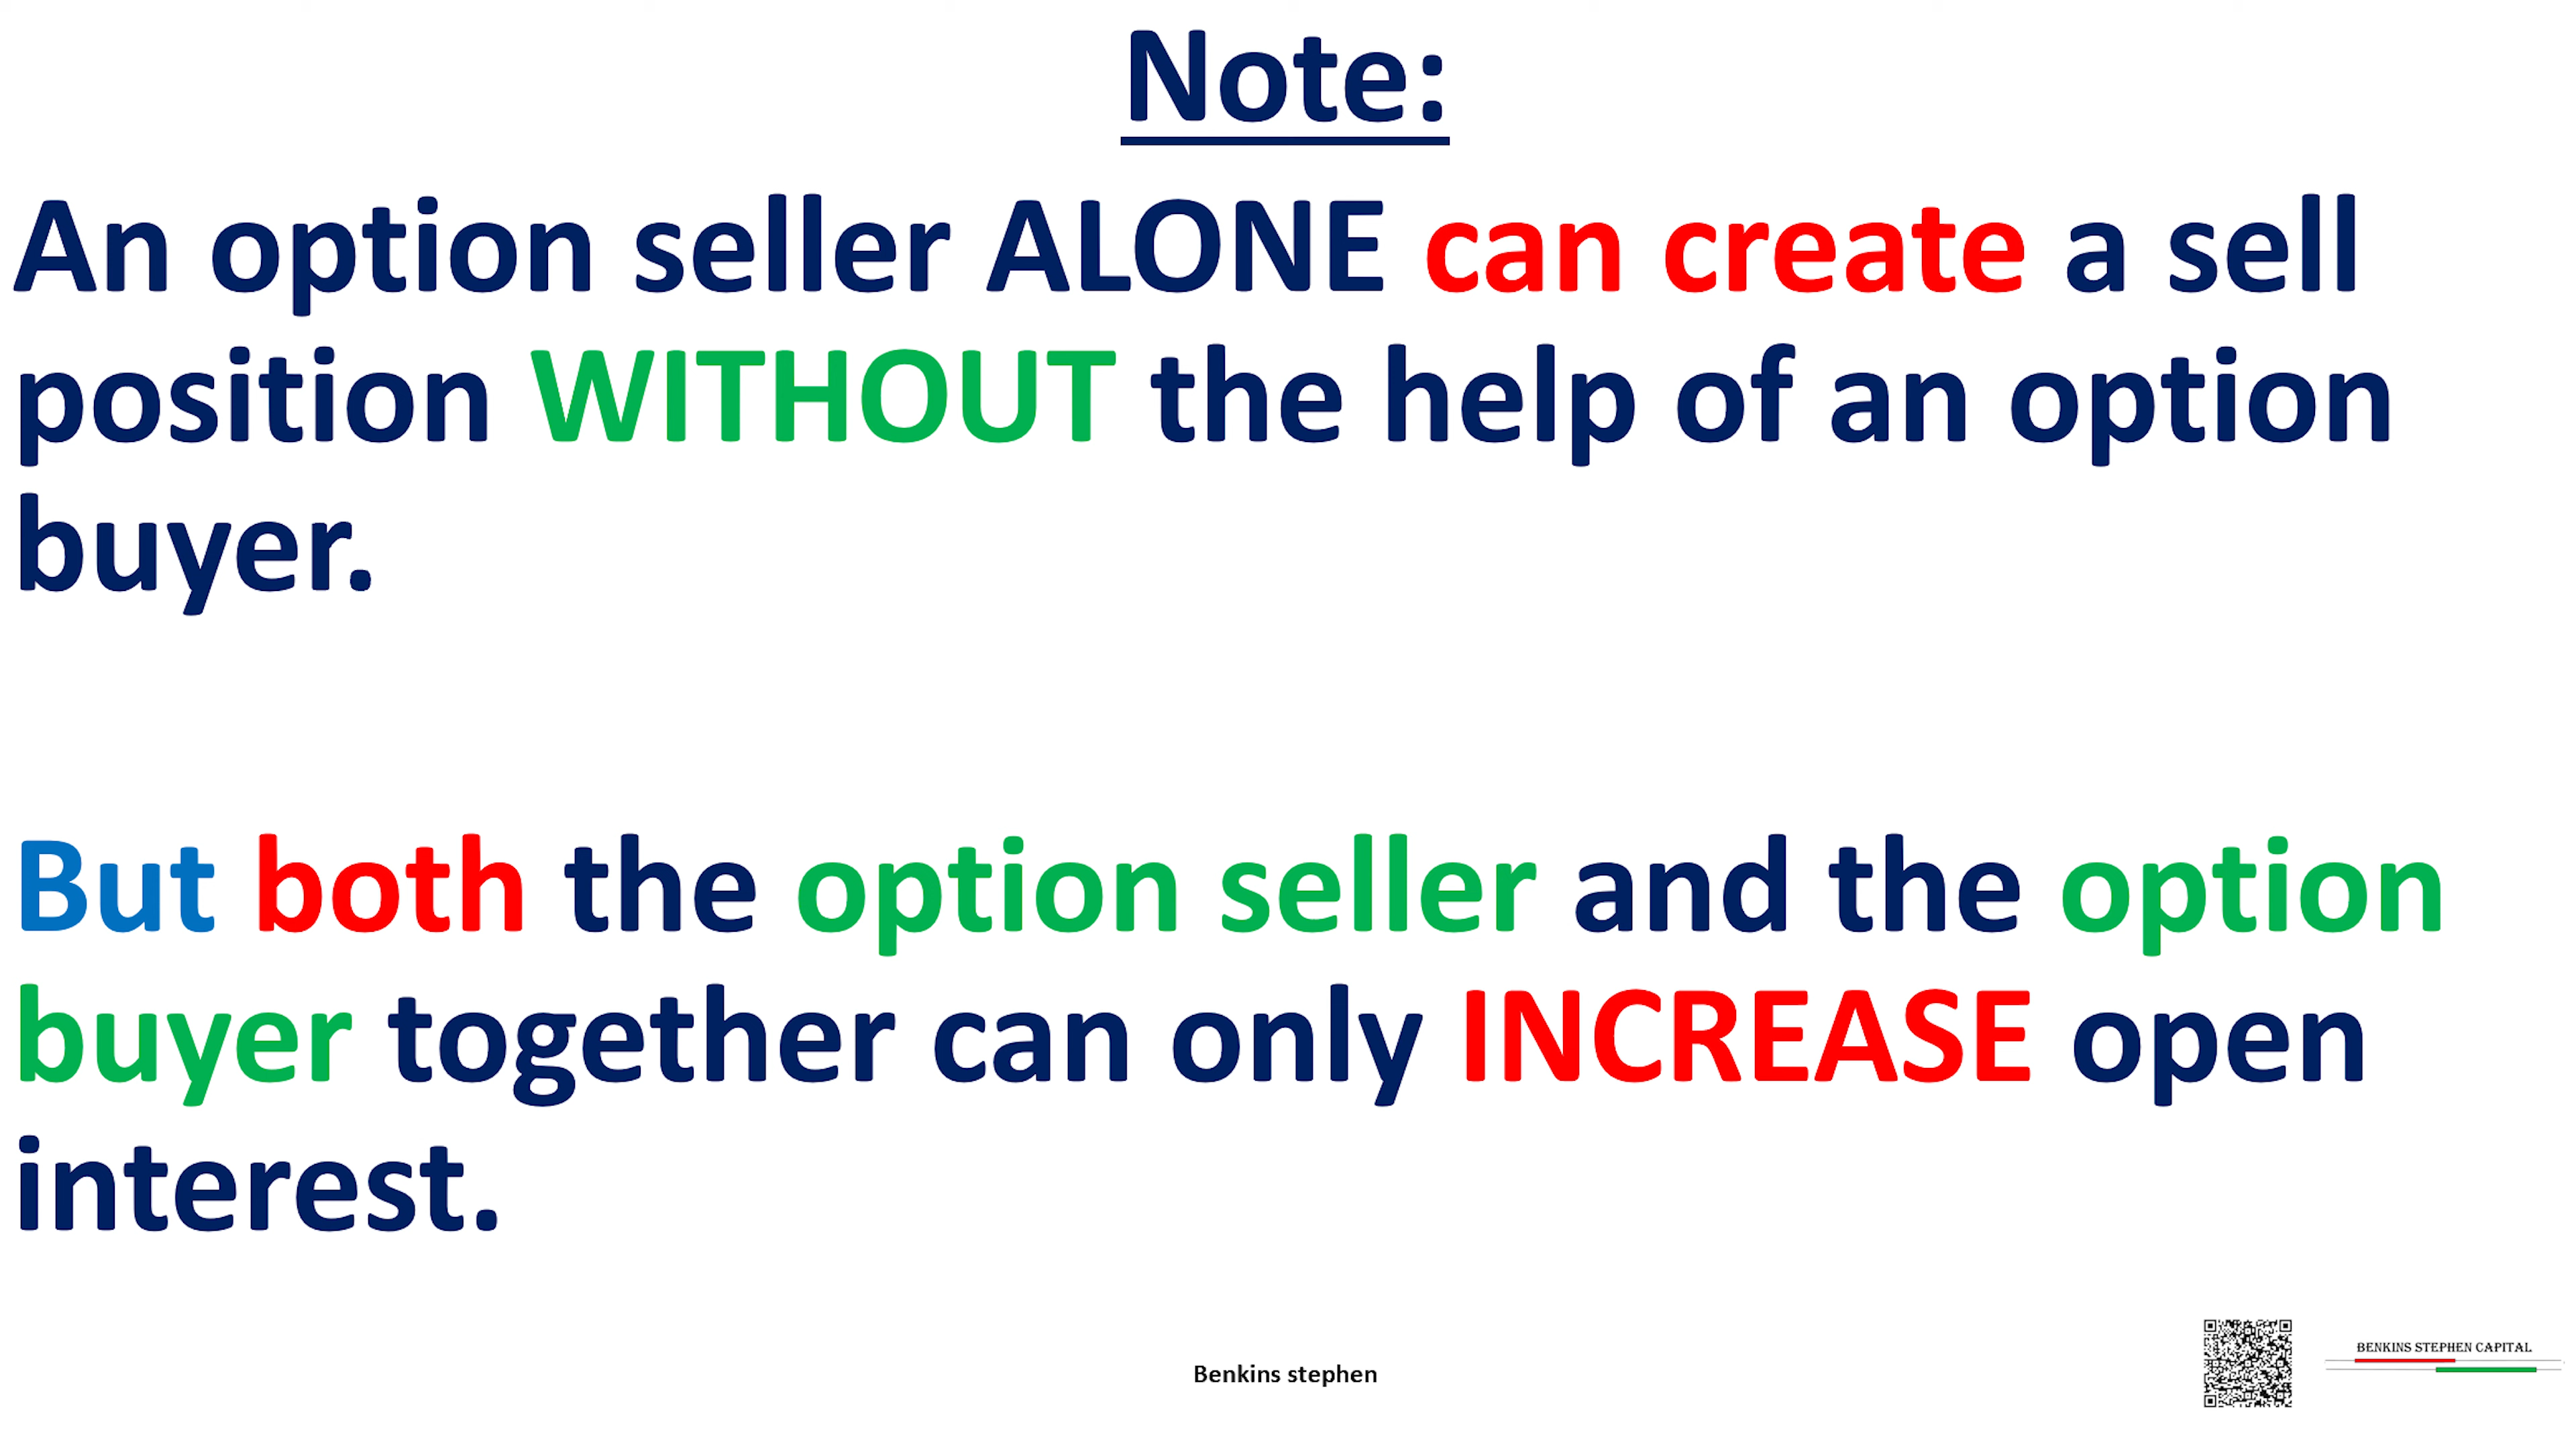 Note:
An option seller ALONE can create a sell
position WITHOUT the help of an option
buyer.
But both the option seller and the option
buyer together can only INCREASE open
interest.
Benkins stephen
BENKINS STEPHEN CAPITAL